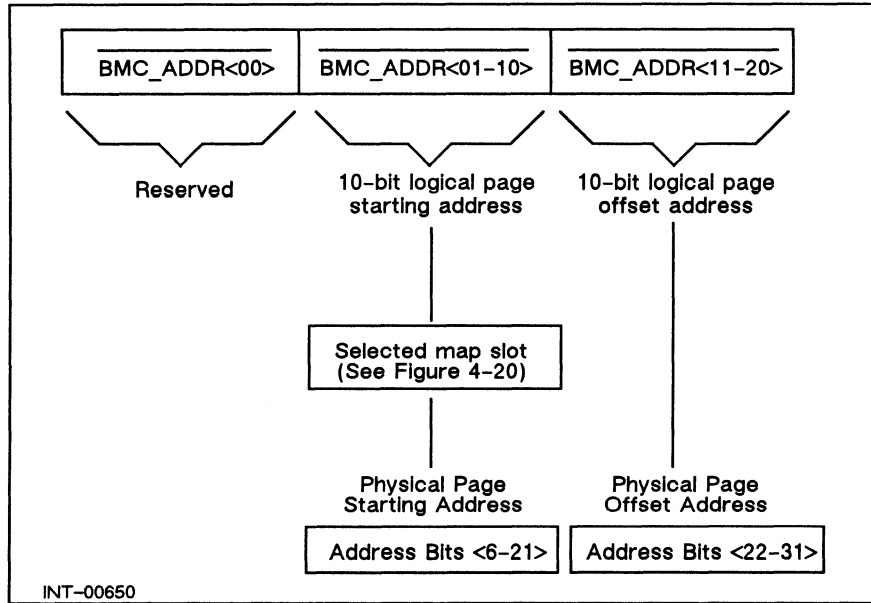 BMC_ADDR<00> BMC_ADDR<01-10> BMC_ADDR<11-20>
Reserved
10-bit logical page
starting address
10-bit logical page
offset address
Selected map slot
(See Figure 4-20)
Physical Page
Starting Address
Physical Page
Offset Address
Address Bits <6-21>
Address Bits <22-31>
INT-00650